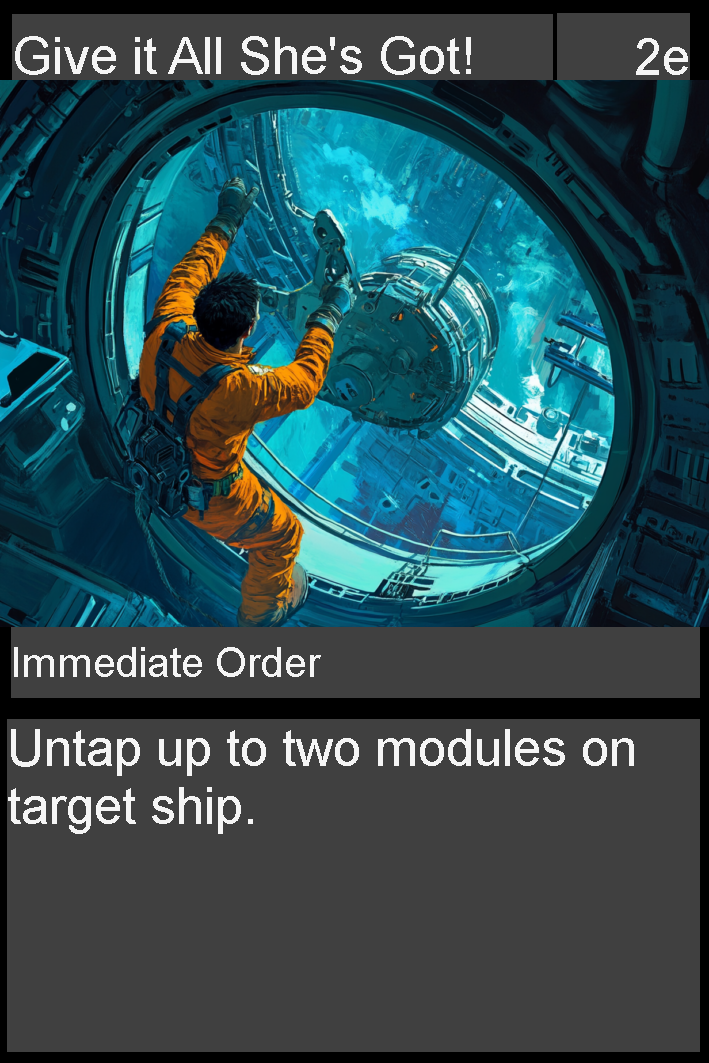 Give it All She's Got! 2e
Immediate Order
Untap up to two modules on
target ship.